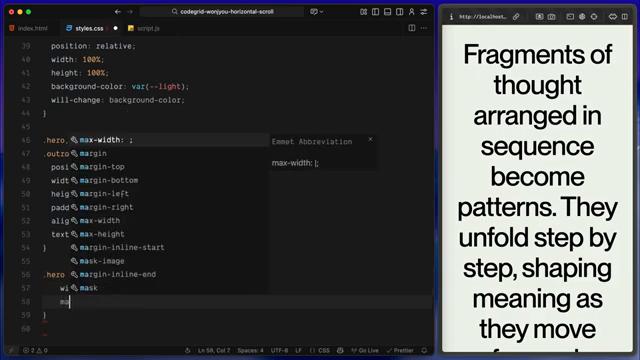 codegrid-wonjyou-horizontal-scroll
index.html
styles.css
script.js
39 position: relative;
40 width: 100%;
41 height: 100%;
42 background-color: var(--light);
43 will-change: background-color;
44 }
45
46 .hero,
47 .outro
48 posi
49 widt
50 heig
51 padd
52 alig
53 text
54 }
55
56 .hero
57 wi
58 ma
59 }
60
max-width: ;
margin
margin-top
margin-bottom
margin-left
margin-right
max-width
max-height
margin-inline-start
mask-image
margin-inline-end
mask
Emmet Abbreviation
max-width: |;
Ln 58, Col 7
Spaces: 4
UTF-8
LF
{} CSS
Go Live
Prettier
http://localhost...
Fragments of
thought
arranged in
sequence
become
patterns. They
unfold step by
step, shaping
meaning as
they move